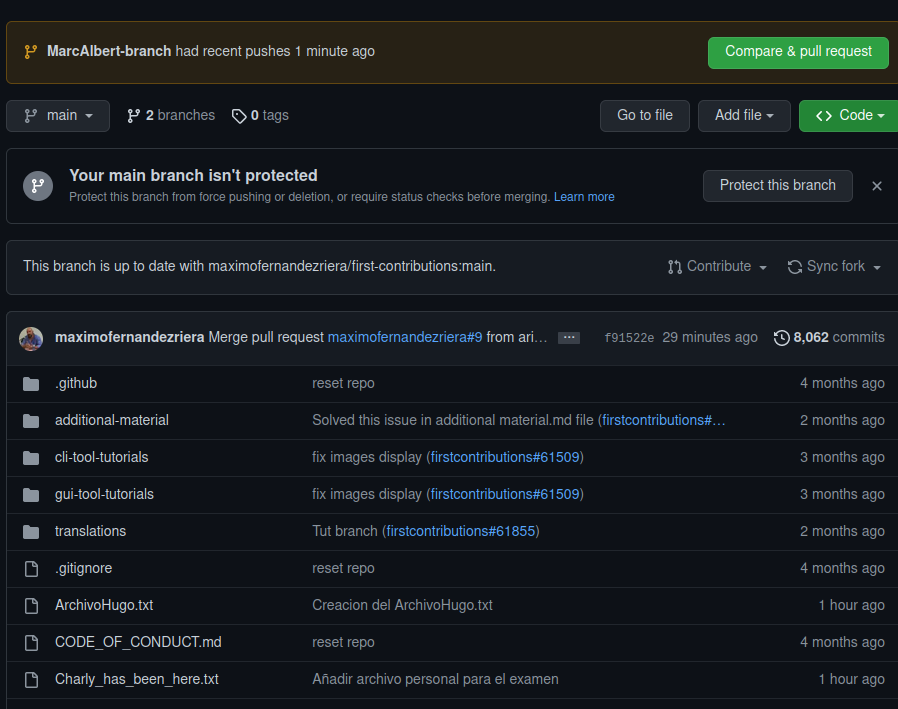 MarcAlbert-branch had recent pushes 1 minute ago Compare & pull request
main 2 branches 0 tags Go to file Add file Code
Your main branch isn't protected
Protect this branch from force pushing or deletion, or require status checks before merging. Learn more Protect this branch
This branch is up to date with maximofernandezriera/first-contributions:main. Contribute Sync fork
maximofernandezriera Merge pull request maximofernandezriera#9 from ari… ... f91522e 29 minutes ago 8,062 commits
.github reset repo 4 months ago
additional-material Solved this issue in additional material.md file (firstcontributions#… 2 months ago
cli-tool-tutorials fix images display (firstcontributions#61509) 3 months ago
gui-tool-tutorials fix images display (firstcontributions#61509) 3 months ago
translations Tut branch (firstcontributions#61855) 2 months ago
.gitignore reset repo 4 months ago
ArchivoHugo.txt Creacion del ArchivoHugo.txt 1 hour ago
CODE_OF_CONDUCT.md reset repo 4 months ago
Charly_has_been_here.txt Añadir archivo personal para el examen 1 hour ago